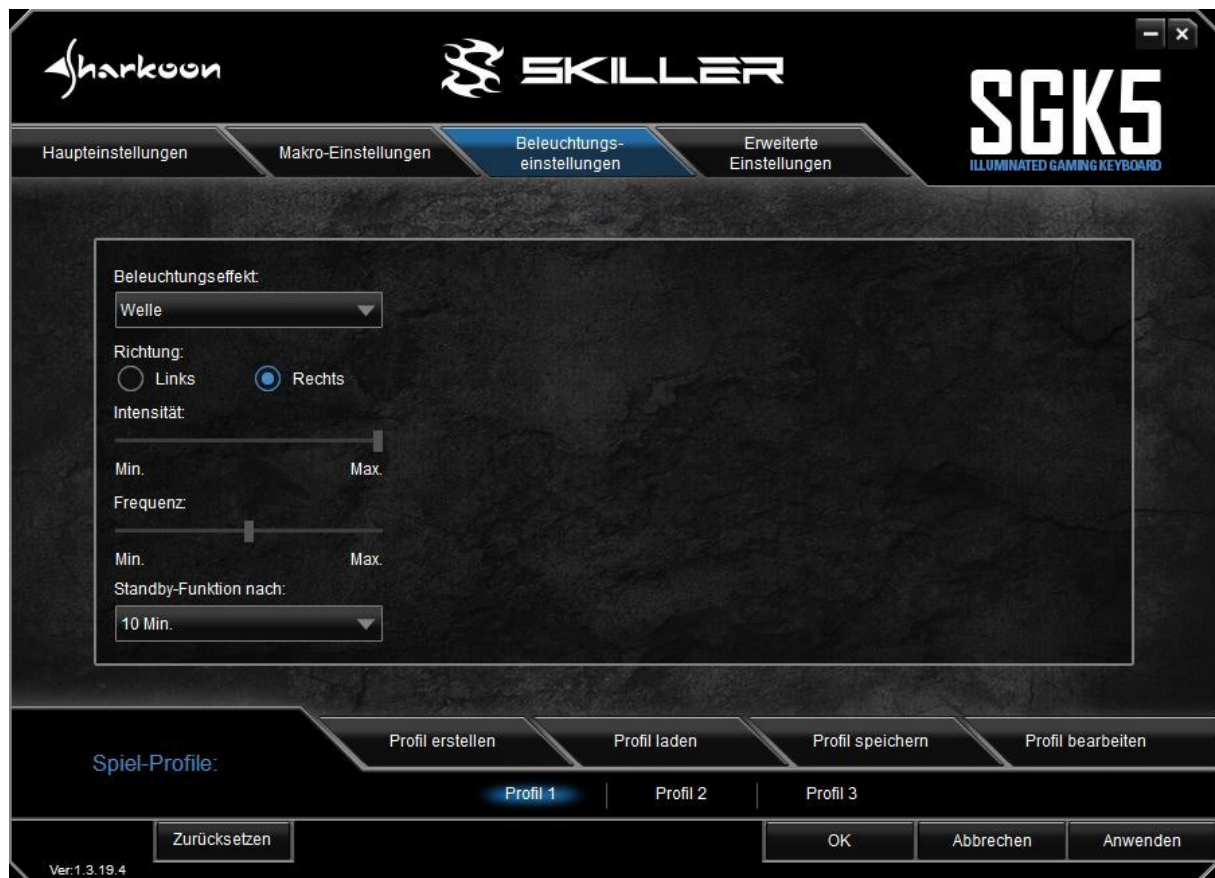 Sharkoon
SKILLER
SGK5
ILLUMINATED GAMING KEYBOARD
Haupteinstellungen
Makro-Einstellungen
Beleuchtungs-
einstellungen
Erweiterte
Einstellungen
Beleuchtungseffekt:
Welle
Richtung:
Links Rechts
Intensität:
Min. Max.
Frequenz:
Min. Max.
Standby-Funktion nach:
10 Min.
Spiel-Profile:
Profil erstellen Profil laden Profil speichern Profil bearbeiten
Profil 1 Profil 2 Profil 3
Zurücksetzen OK Abbrechen Anwenden
Ver:1.3.19.4